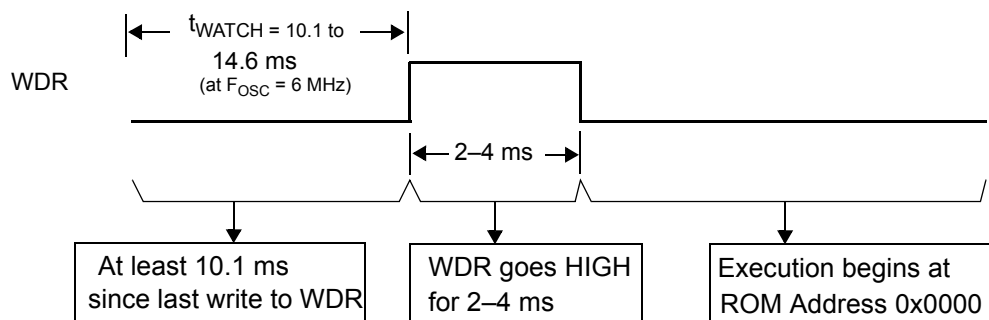 tWATCH = 10.1 to
14.6 ms
(at FOSC = 6 MHz)
WDR
2–4 ms
At least 10.1 ms
since last write to WDR
WDR goes HIGH
for 2–4 ms
Execution begins at
ROM Address 0x0000